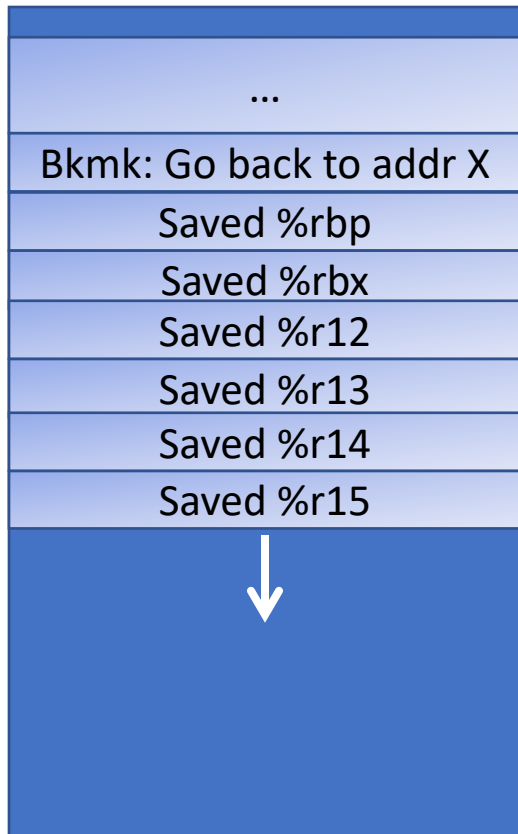 ...
Bkmk: Go back to addr X
Saved %rbp
Saved %rbx
Saved %r12
Saved %r13
Saved %r14
Saved %r15